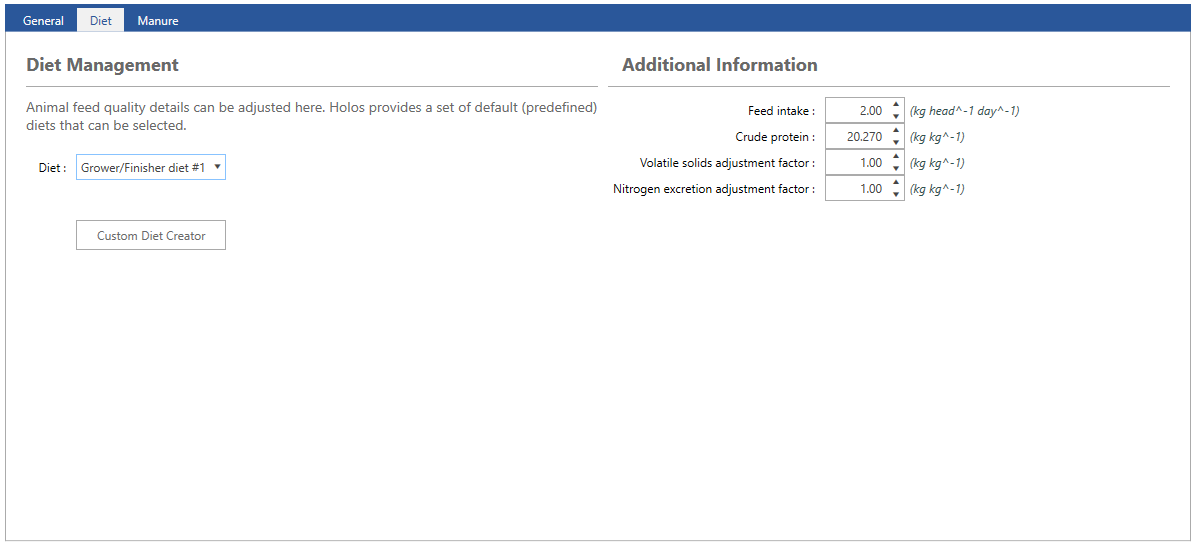 General Diet Manure
Diet Management
Animal feed quality details can be adjusted here. Holos provides a set of default (predefined)
diets that can be selected.
Diet : Grower/Finisher diet #1
Custom Diet Creator
Additional Information
Feed intake : 2.00 (kg head^-1 day^-1)
Crude protein : 20.270 (kg kg^-1)
Volatile solids adjustment factor : 1.00 (kg kg^-1)
Nitrogen excretion adjustment factor : 1.00 (kg kg^-1)